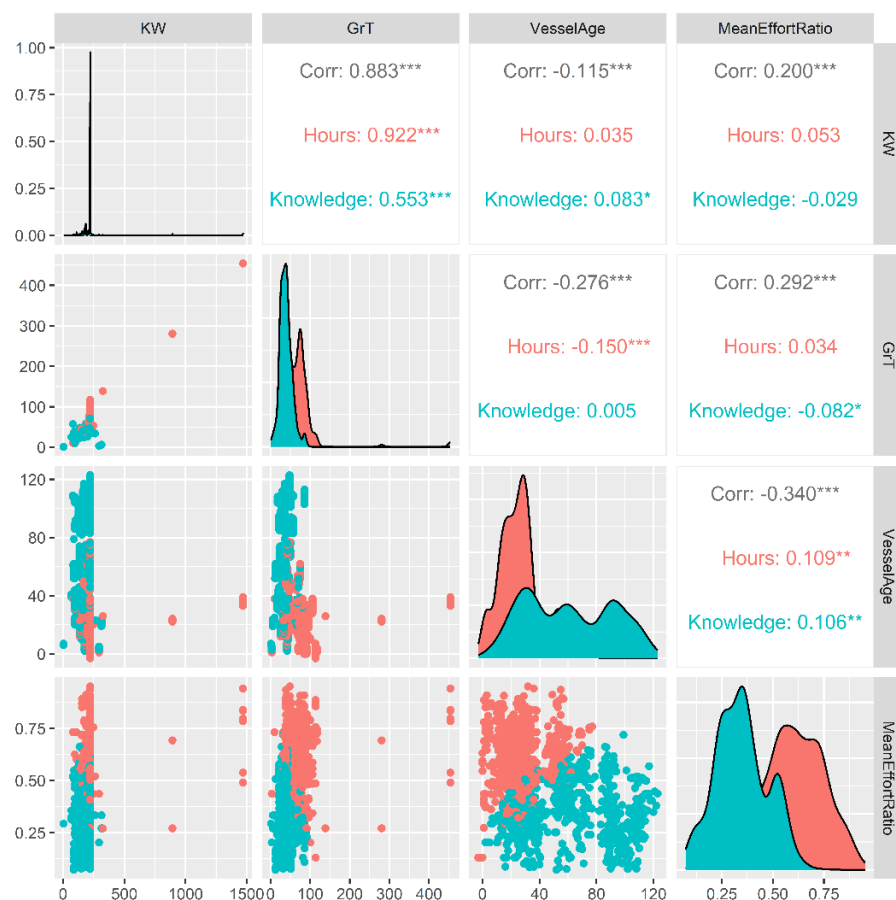 KW GrT VesselAge MeanEffortRatio
1.00
0.75
0.50
0.25
0.00
Corr: 0.883***
Hours: 0.922***
Knowledge: 0.553***
Corr: -0.115***
Hours: 0.035
Knowledge: 0.083*
Corr: 0.200***
Hours: 0.053
Knowledge: -0.029
KW
400
300
200
100
0
Corr: -0.276***
Hours: -0.150***
Knowledge: 0.005
Corr: 0.292***
Hours: 0.034
Knowledge: -0.082*
GrT
120
80
40
0
Corr: -0.340***
Hours: 0.109**
Knowledge: 0.106**
VesselAge
0.75
0.50
0.25
MeanEffortRatio
0 500 1000 1500 0 100 200 300 400 0 40 80 120 0.25 0.50 0.75